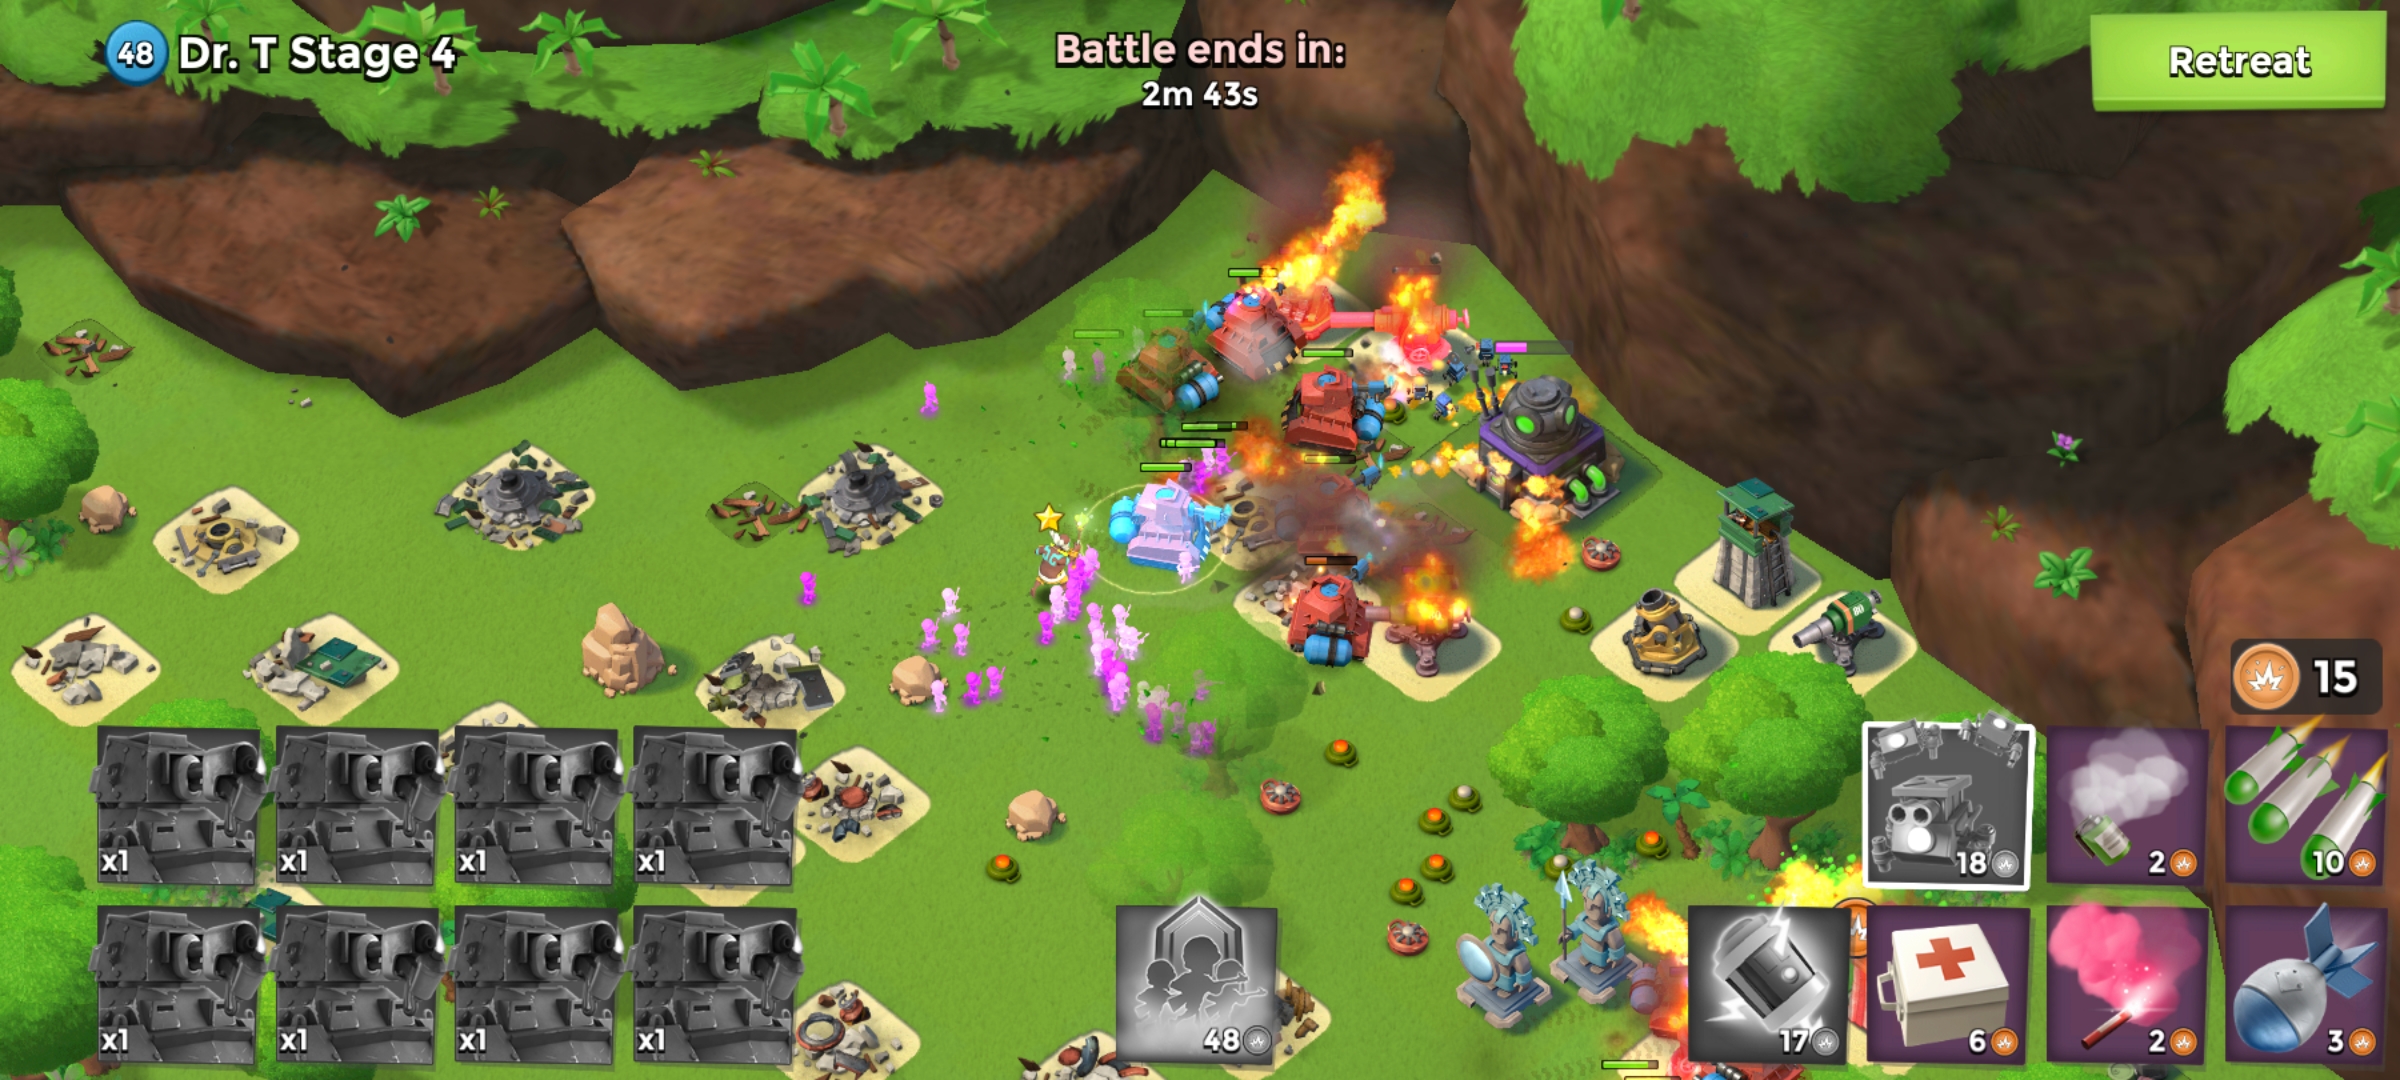 48 Dr. T Stage 4
Battle ends in:
2m 43s
Retreat
80
15
x1 x1 x1 x1
18 2 10
x1 x1 x1 x1
48
17 6 2 3